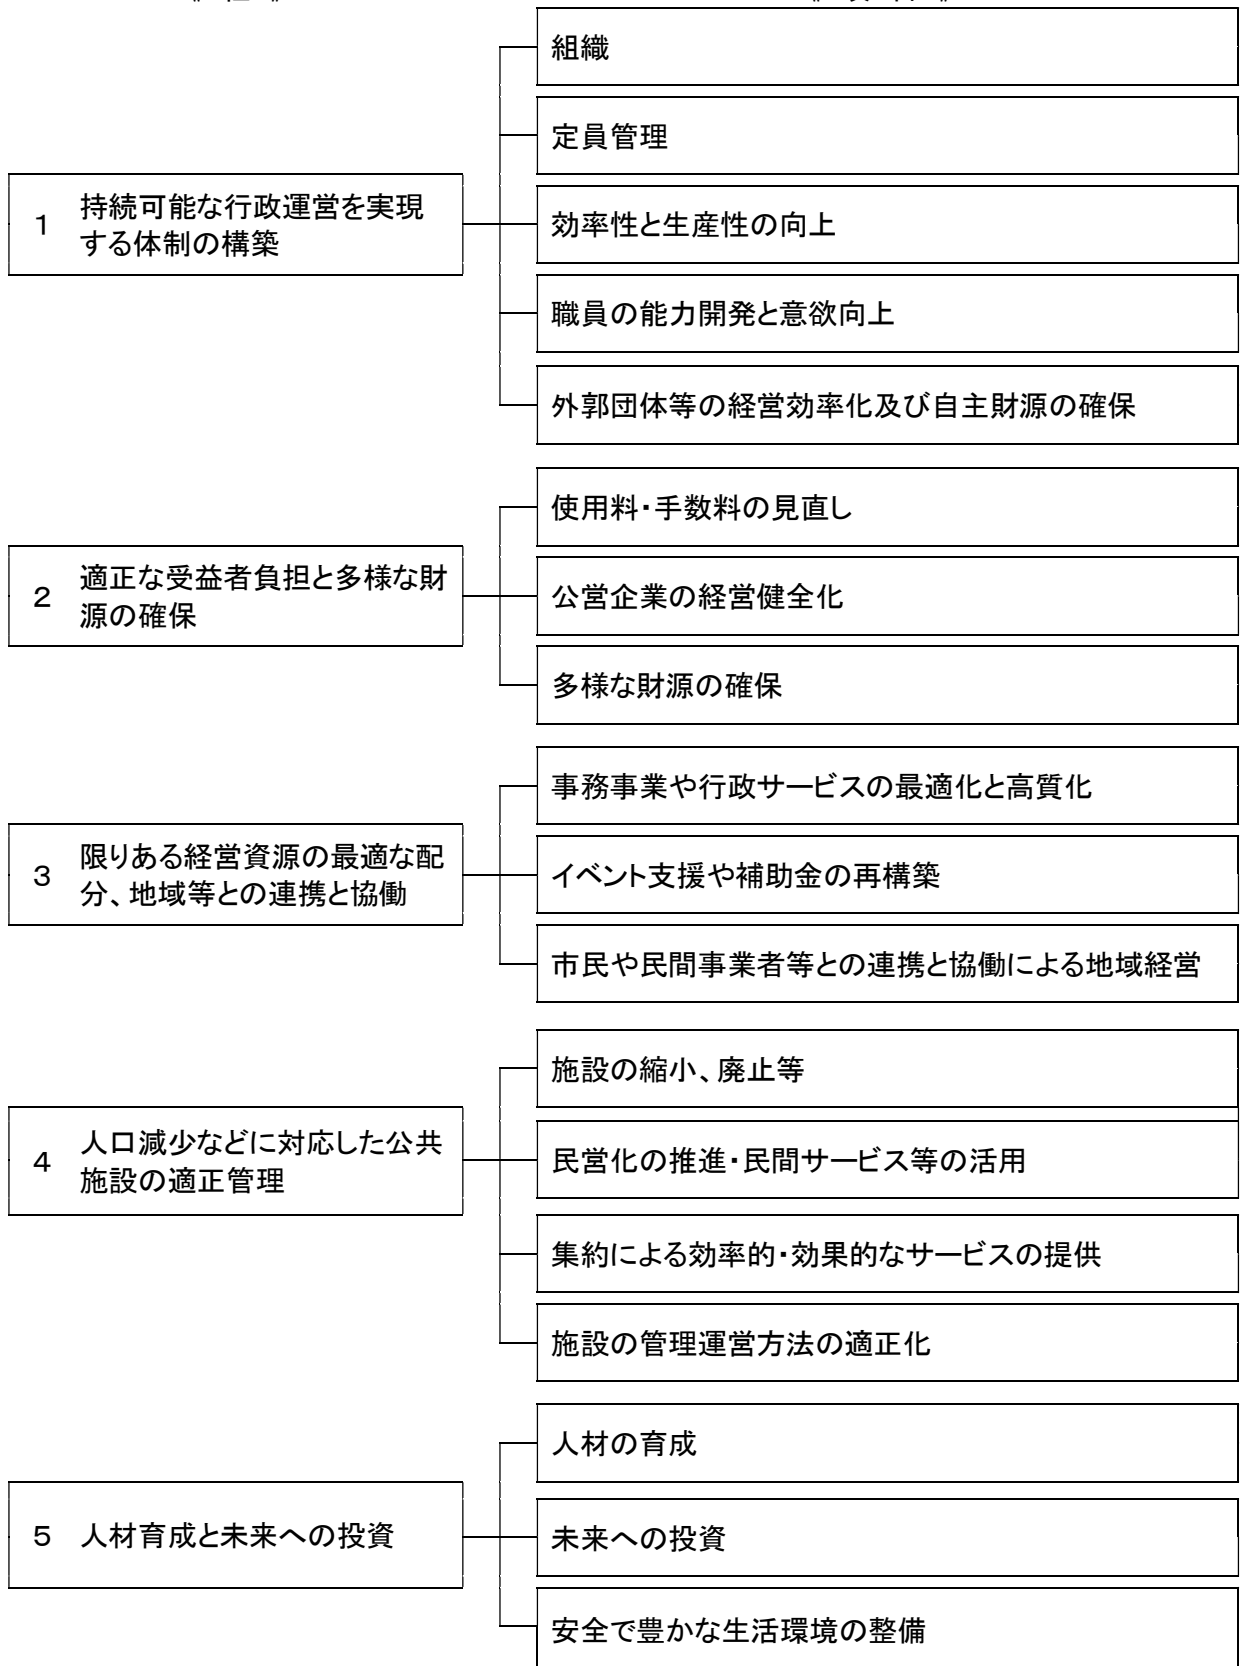 組織
定員管理
1 持続可能な行政運営を実現
する体制の構築
効率性と生産性の向上
職員の能力開発と意欲向上
外郭団体等の経営効率化及び自主財源の確保
使用料・手数料の見直し
2 適正な受益者負担と多様な財
源の確保
公営企業の経営健全化
多様な財源の確保
事務事業や行政サービスの最適化と高質化
3 限りある経営資源の最適な配
分、地域等との連携と協働
イベント支援や補助金の再構築
市民や民間事業者等との連携と協働による地域経営
施設の縮小、廃止等
4 人口減少などに対応した公共
施設の適正管理
民営化の推進・民間サービス等の活用
集約による効率的・効果的なサービスの提供
施設の管理運営方法の適正化
人材の育成
5 人材育成と未来への投資
未来への投資
安全で豊かな生活環境の整備